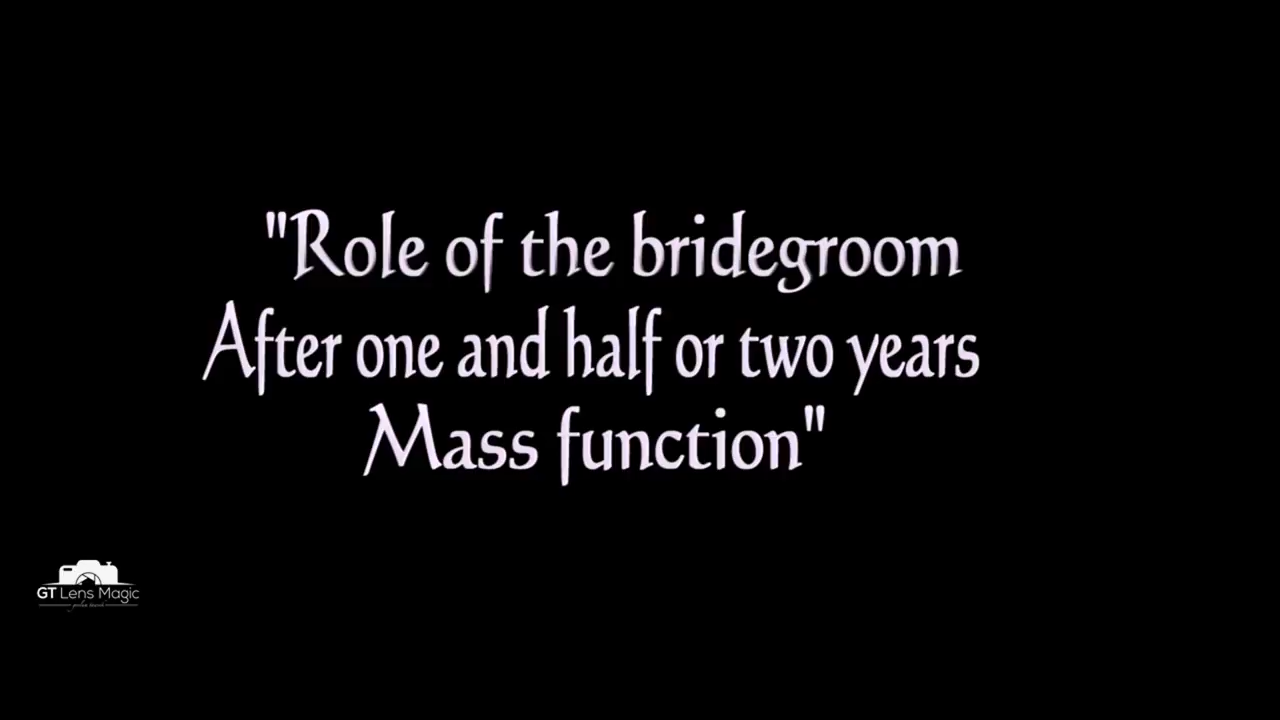 "Role of the bridegroom
After one and half or two years
Mass function"
GT Lens Magic